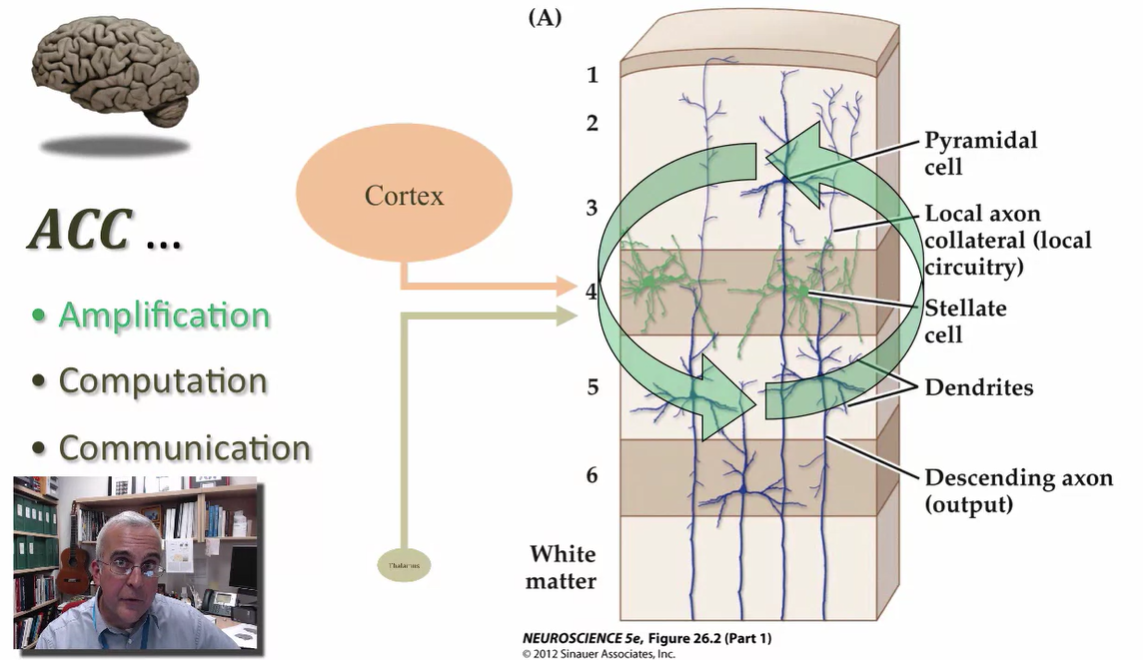 ACC ...
• Amplification
• Computation
• Communication
Cortex
Thalamus
(A)
1
2
3
4
5
6
White
matter
Pyramidal
cell
Local axon
collateral (local
circuitry)
Stellate
cell
Dendrites
Descending axon
(output)
NEUROSCIENCE 5e, Figure 26.2 (Part 1)
© 2012 Sinauer Associates, Inc.